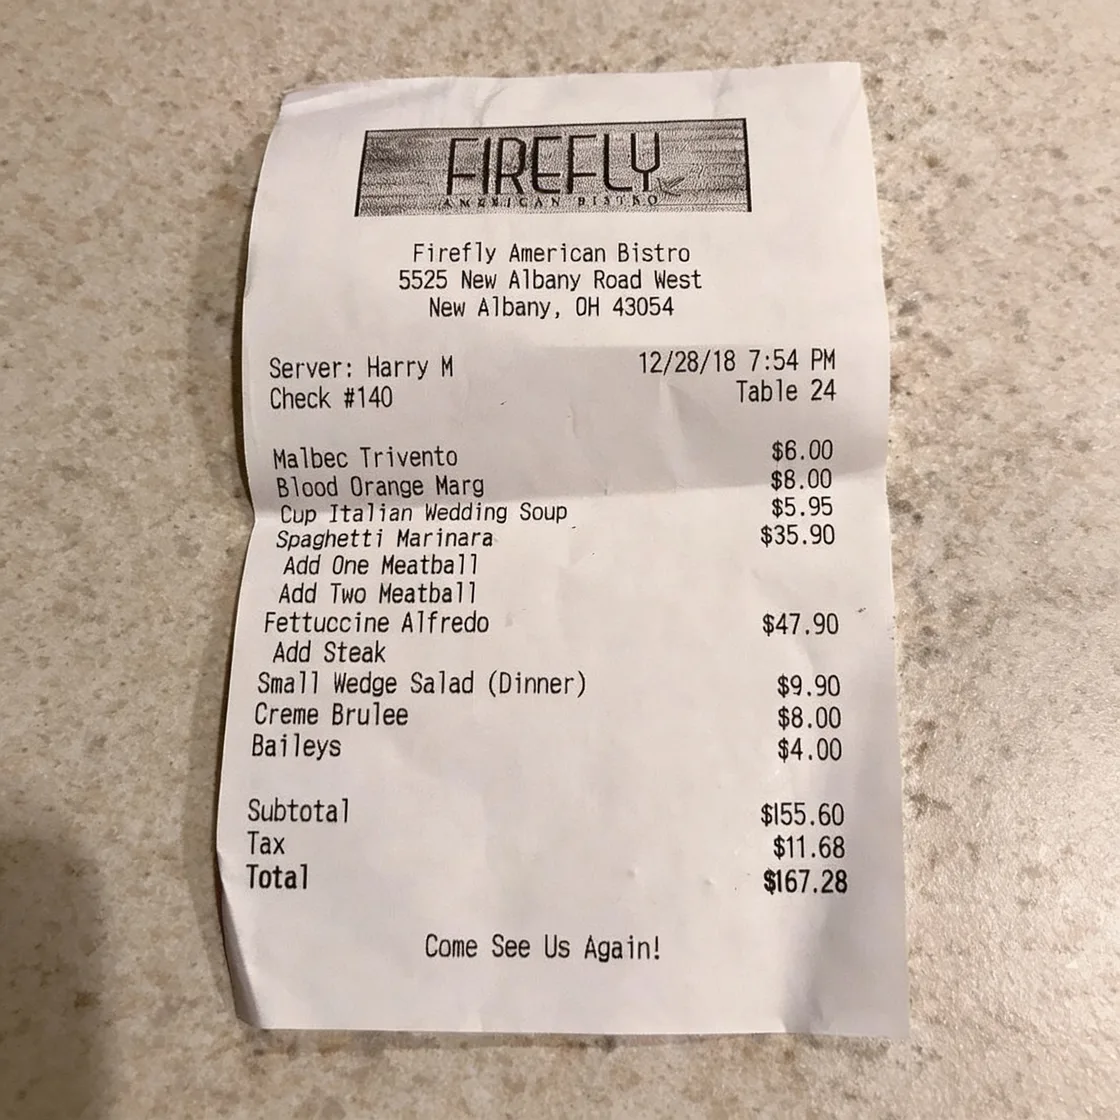 FIREFLY
AMERICAN BISTRO
Firefly American Bistro
5525 New Albany Road West
New Albany, OH 43054
Server: Harry M 12/28/18 7:54 PM
Check #140 Table 24
Malbec Trivento $6.00
Blood Orange Marg $8.00
Cup Italian Wedding Soup $5.95
Spaghetti Marinara $35.90
Add One Meatball
Add Two Meatball
Fettuccine Alfredo $47.90
Add Steak
Small Wedge Salad (Dinner) $9.90
Creme Brulee $8.00
Baileys $4.00
Subtotal $155.60
Tax $11.68
Total $167.28
Come See Us Again!